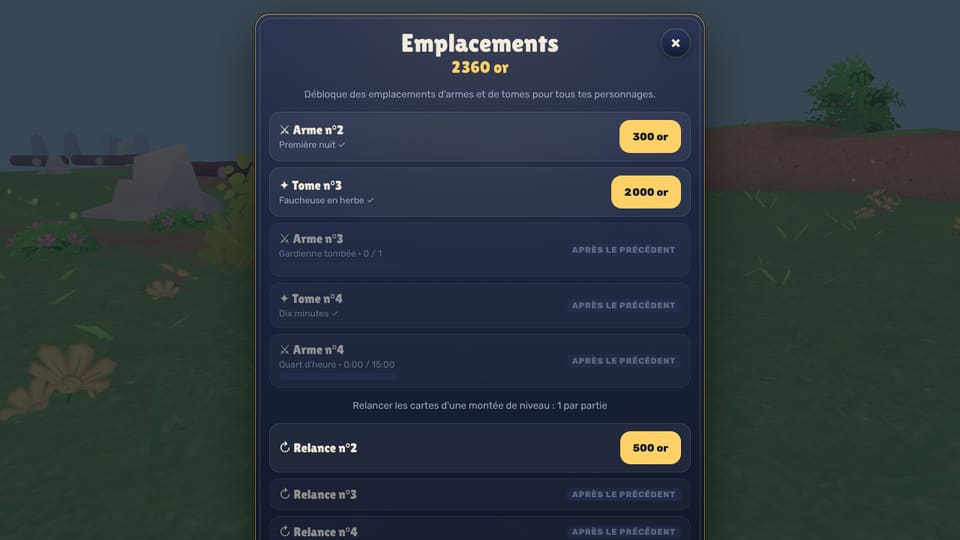 Emplacements
2 360 or
×
Débloque des emplacements d'armes et de tomes pour tous tes personnages.
⚔ Arme n°2
Première nuit ✓
300 or
✦ Tome n°3
Faucheuse en herbe ✓
2 000 or
⚔ Arme n°3
Gardienne tombée • 0 / 1
APRÈS LE PRÉCÉDENT
✦ Tome n°4
Dix minutes ✓
APRÈS LE PRÉCÉDENT
⚔ Arme n°4
Quart d'heure • 0:00 / 15:00
APRÈS LE PRÉCÉDENT
Relancer les cartes d'une montée de niveau : 1 par partie
↻ Relance n°2
500 or
↻ Relance n°3
APRÈS LE PRÉCÉDENT
↻ Relance n°4
APRÈS LE PRÉCÉDENT